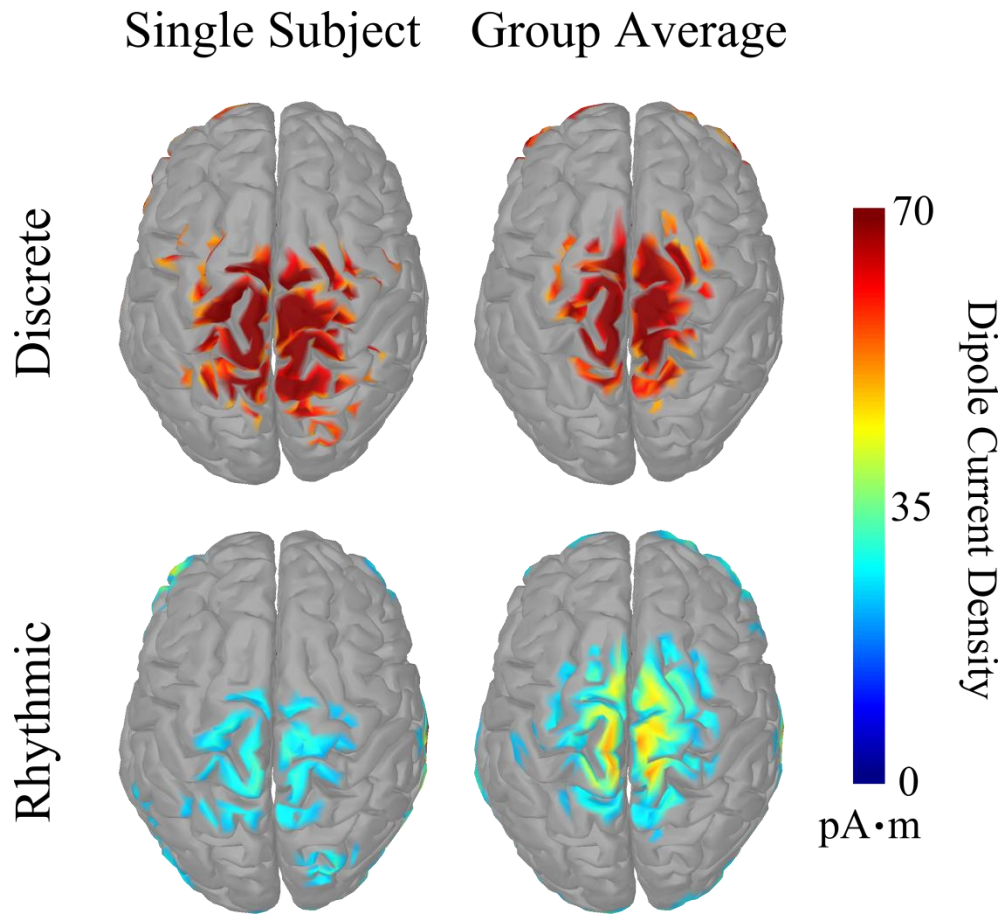 Single Subject
Group Average
Discrete
Rhythmic
70
35
0
pA•m
Dipole Current Density